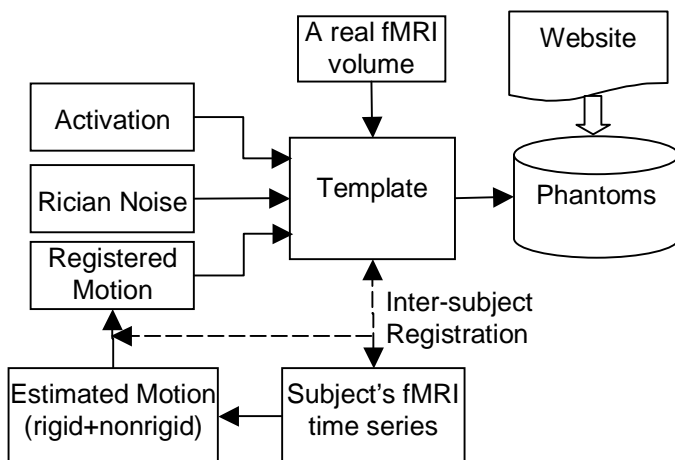 A real fMRI
volume
Website
Activation
Template
Rician Noise
Phantoms
Registered
Motion
Inter-subject
Registration
Estimated Motion
(rigid+nonrigid)
Subject's fMRI
time series